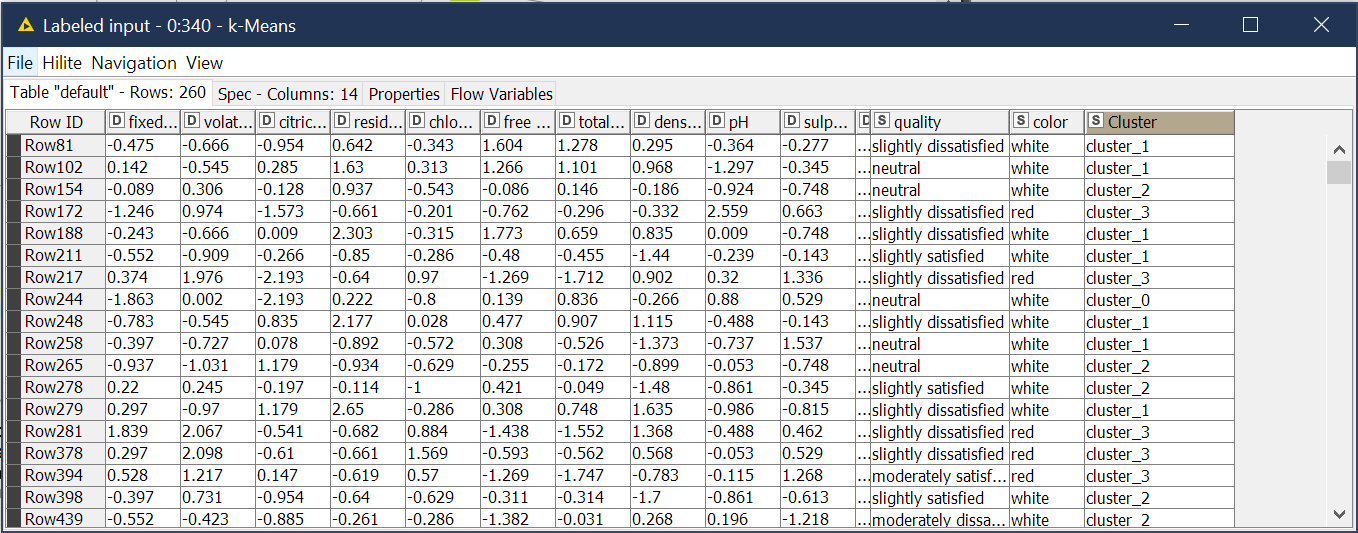 Labeled input - 0:340 - k-Means
File Hilite Navigation View
Table "default" - Rows: 260 Spec - Columns: 14 Properties Flow Variables
Row ID D fixed... D volat... D citric... D resid... D chlo... D free ... D total... D dens... D pH D sulp... D S quality S color S Cluster
Row81 -0.475 -0.666 -0.954 0.642 -0.343 1.604 1.278 0.295 -0.364 -0.277 ... slightly dissatisfied white cluster_1
Row102 0.142 -0.545 0.285 1.63 0.313 1.266 1.101 0.968 -1.297 -0.345 ... neutral white cluster_1
Row154 -0.089 0.306 -0.128 0.937 -0.543 -0.086 0.146 -0.186 -0.924 -0.748 ... neutral white cluster_2
Row172 -1.246 0.974 -1.573 -0.661 -0.201 -0.762 -0.296 -0.332 2.559 0.663 ... slightly dissatisfied red cluster_3
Row188 -0.243 -0.666 0.009 2.303 -0.315 1.773 0.659 0.835 0.009 -0.748 ... slightly dissatisfied white cluster_1
Row211 -0.552 -0.909 -0.266 -0.85 -0.286 -0.48 -0.455 -1.44 -0.239 -0.143 ... slightly satisfied white cluster_1
Row217 0.374 1.976 -2.193 -0.64 0.97 -1.269 -1.712 0.902 0.32 1.336 ... slightly dissatisfied red cluster_3
Row244 -1.863 0.002 -2.193 0.222 -0.8 0.139 0.836 -0.266 0.88 0.529 ... neutral white cluster_0
Row248 -0.783 -0.545 0.835 2.177 0.028 0.477 0.907 1.115 -0.488 -0.143 ... slightly dissatisfied white cluster_1
Row258 -0.397 -0.727 0.078 -0.892 -0.572 0.308 -0.526 -1.373 -0.737 1.537 ... neutral white cluster_1
Row265 -0.937 -1.031 1.179 -0.934 -0.629 -0.255 -0.172 -0.899 -0.053 -0.748 ... neutral white cluster_2
Row278 0.22 0.245 -0.197 -0.114 -1 0.421 -0.049 -1.48 -0.861 -0.345 ... slightly satisfied white cluster_2
Row279 0.297 -0.97 1.179 2.65 -0.286 0.308 0.748 1.635 -0.986 -0.815 ... slightly dissatisfied white cluster_1
Row281 1.839 2.067 -0.541 -0.682 0.884 -1.438 -1.552 1.368 -0.488 0.462 ... slightly dissatisfied red cluster_3
Row378 0.297 2.098 -0.61 -0.661 1.569 -0.593 -0.562 0.568 -0.053 0.529 ... slightly dissatisfied red cluster_3
Row394 0.528 1.217 0.147 -0.619 0.57 -1.269 -1.747 -0.783 -0.115 1.268 ... moderately satisf... red cluster_3
Row398 -0.397 0.731 -0.954 -0.64 -0.629 -0.311 -0.314 -1.7 -0.861 -0.613 ... slightly satisfied white cluster_2
Row439 -0.552 -0.423 -0.885 -0.261 -0.286 -1.382 -0.031 0.268 0.196 -1.218 ... moderately dissa... white cluster_2